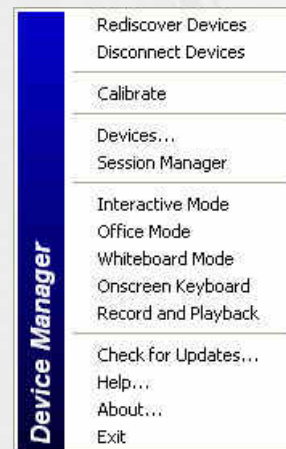 Rediscover Devices
Disconnect Devices
Calibrate
Devices...
Session Manager
Interactive Mode
Office Mode
Whiteboard Mode
Onscreen Keyboard
Record and Playback
Check for Updates...
Help...
About...
Exit
Device Manager